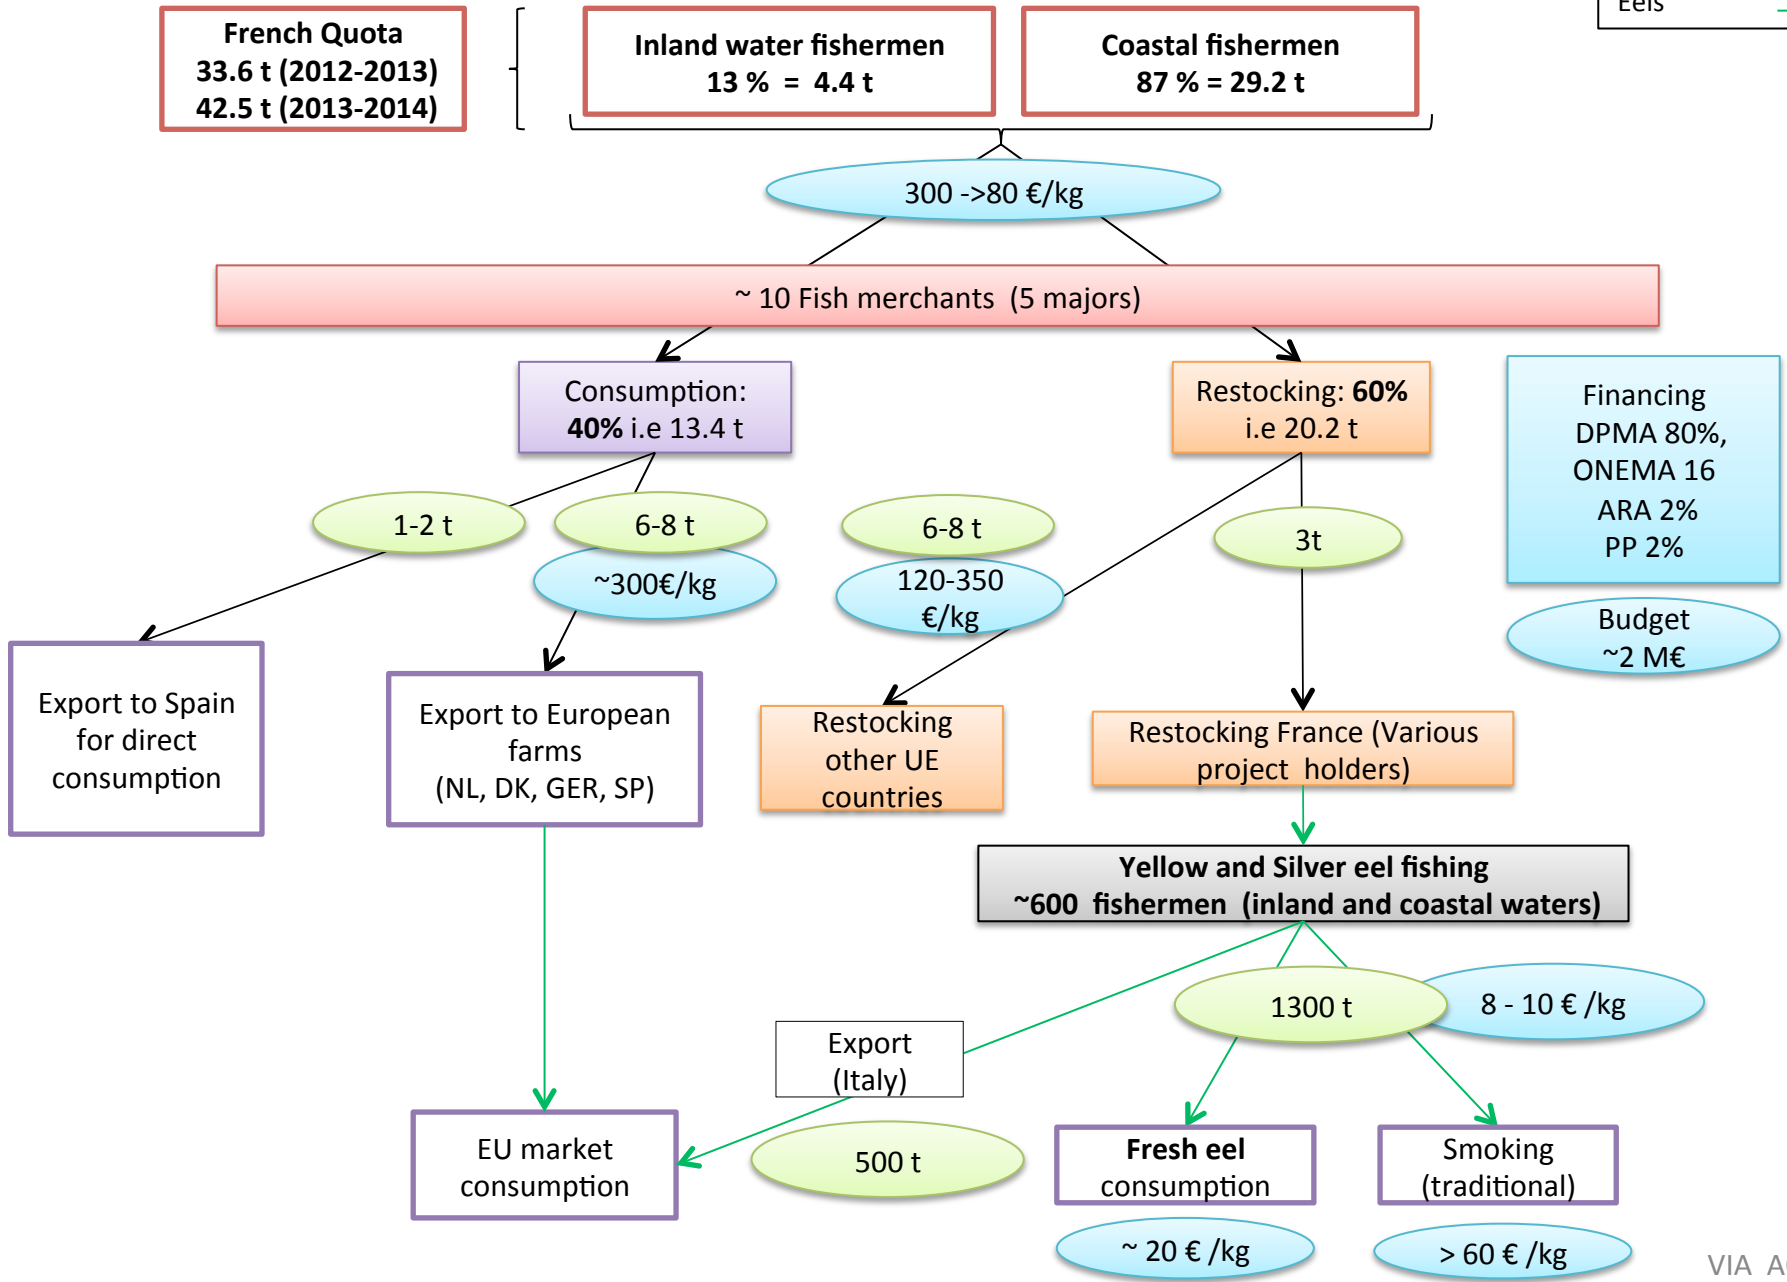 Eels
French Quota
33.6 t (2012-2013)
42.5 t (2013-2014)
Inland water fishermen
13 % = 4.4 t
Coastal fishermen
87 % = 29.2 t
300 ->80 €/kg
~ 10 Fish merchants (5 majors)
Consumption:
40% i.e 13.4 t
Restocking: 60%
i.e 20.2 t
Financing
DPMA 80%,
ONEMA 16
ARA 2%
PP 2%
1-2 t
6-8 t
~300€/kg
6-8 t
120-350
€/kg
3t
Budget
~2 M€
Export to Spain
for direct
consumption
Export to European
farms
(NL, DK, GER, SP)
Restocking
other UE
countries
Restocking France (Various
project holders)
Yellow and Silver eel fishing
~600 fishermen (inland and coastal waters)
1300 t
8 - 10 € /kg
Export
(Italy)
500 t
EU market
consumption
Fresh eel
consumption
Smoking
(traditional)
~ 20 € /kg
> 60 € /kg
VIA